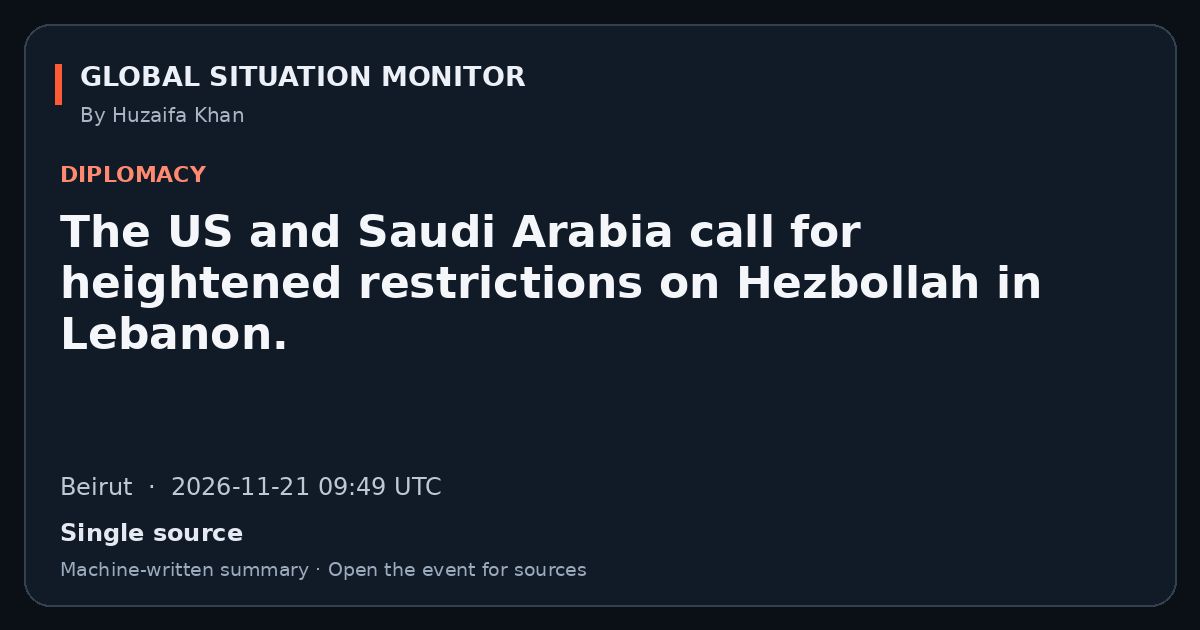 GLOBAL SITUATION MONITOR
By Huzaifa Khan
DIPLOMACY
The US and Saudi Arabia call for
heightened restrictions on Hezbollah in
Lebanon.
Beirut · 2026-11-21 09:49 UTC
Single source
Machine-written summary · Open the event for sources